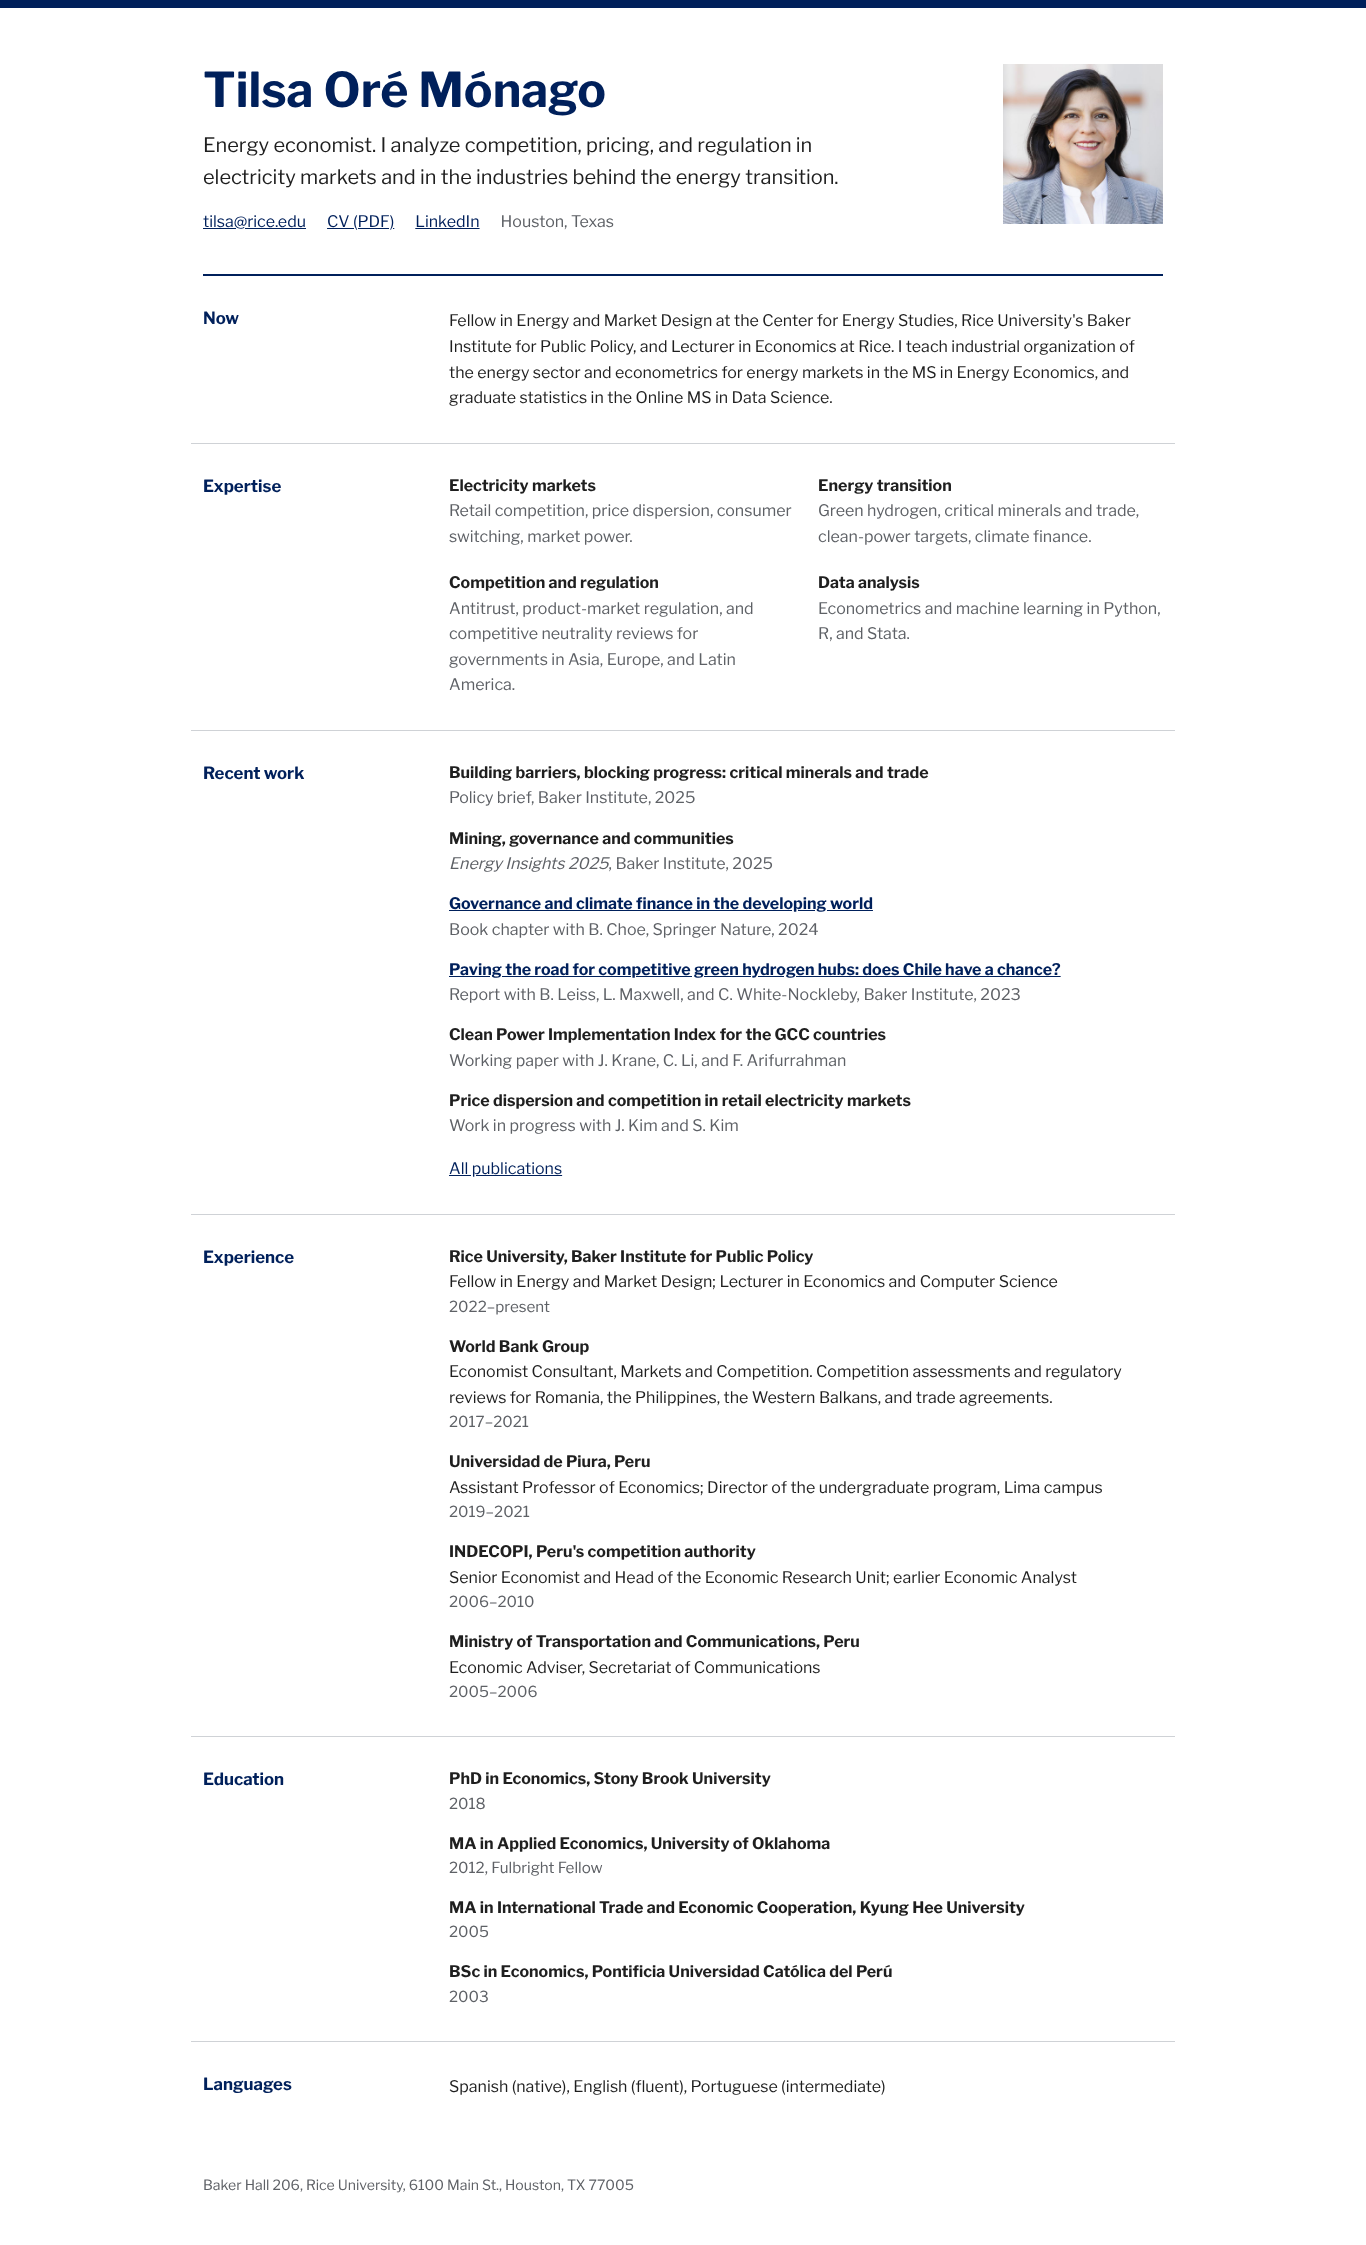 Tilsa Oré Mónago
Energy economist. I analyze competition, pricing, and regulation in
electricity markets and in the industries behind the energy transition.
tilsa@rice.edu CV (PDF) LinkedIn Houston, Texas
Now
Fellow in Energy and Market Design at the Center for Energy Studies, Rice University's Baker
Institute for Public Policy, and Lecturer in Economics at Rice. I teach industrial organization of
the energy sector and econometrics for energy markets in the MS in Energy Economics, and
graduate statistics in the Online MS in Data Science.
Expertise
Electricity markets
Retail competition, price dispersion, consumer
switching, market power.
Energy transition
Green hydrogen, critical minerals and trade,
clean-power targets, climate finance.
Competition and regulation
Antitrust, product-market regulation, and
competitive neutrality reviews for
governments in Asia, Europe, and Latin
America.
Data analysis
Econometrics and machine learning in Python,
R, and Stata.
Recent work
Building barriers, blocking progress: critical minerals and trade
Policy brief, Baker Institute, 2025
Mining, governance and communities
Energy Insights 2025, Baker Institute, 2025
Governance and climate finance in the developing world
Book chapter with B. Choe, Springer Nature, 2024
Paving the road for competitive green hydrogen hubs: does Chile have a chance?
Report with B. Leiss, L. Maxwell, and C. White-Nockleby, Baker Institute, 2023
Clean Power Implementation Index for the GCC countries
Working paper with J. Krane, C. Li, and F. Arifurrahman
Price dispersion and competition in retail electricity markets
Work in progress with J. Kim and S. Kim
All publications
Experience
Rice University, Baker Institute for Public Policy
Fellow in Energy and Market Design; Lecturer in Economics and Computer Science
2022–present
World Bank Group
Economist Consultant, Markets and Competition. Competition assessments and regulatory
reviews for Romania, the Philippines, the Western Balkans, and trade agreements.
2017–2021
Universidad de Piura, Peru
Assistant Professor of Economics; Director of the undergraduate program, Lima campus
2019–2021
INDECOPI, Peru's competition authority
Senior Economist and Head of the Economic Research Unit; earlier Economic Analyst
2006–2010
Ministry of Transportation and Communications, Peru
Economic Adviser, Secretariat of Communications
2005–2006
Education
PhD in Economics, Stony Brook University
2018
MA in Applied Economics, University of Oklahoma
2012, Fulbright Fellow
MA in International Trade and Economic Cooperation, Kyung Hee University
2005
BSc in Economics, Pontificia Universidad Católica del Perú
2003
Languages
Spanish (native), English (fluent), Portuguese (intermediate)
Baker Hall 206, Rice University, 6100 Main St., Houston, TX 77005